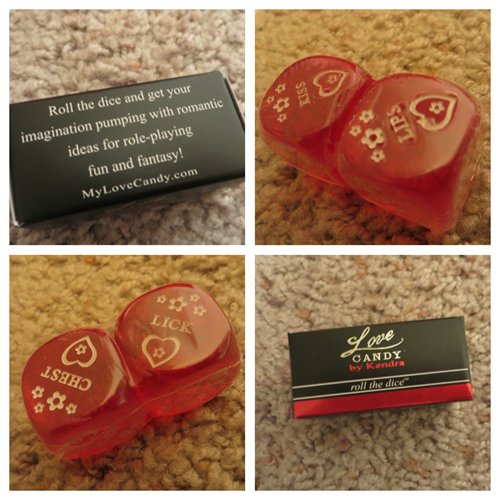 Roll the dice and get your
imagination pumping with romantic
ideas for role-playing
fun and fantasy!
MyLoveCandy.com
KISS
LIPS
CHEST
LICK
Love
CANDY
by Kendra
roll the dice™